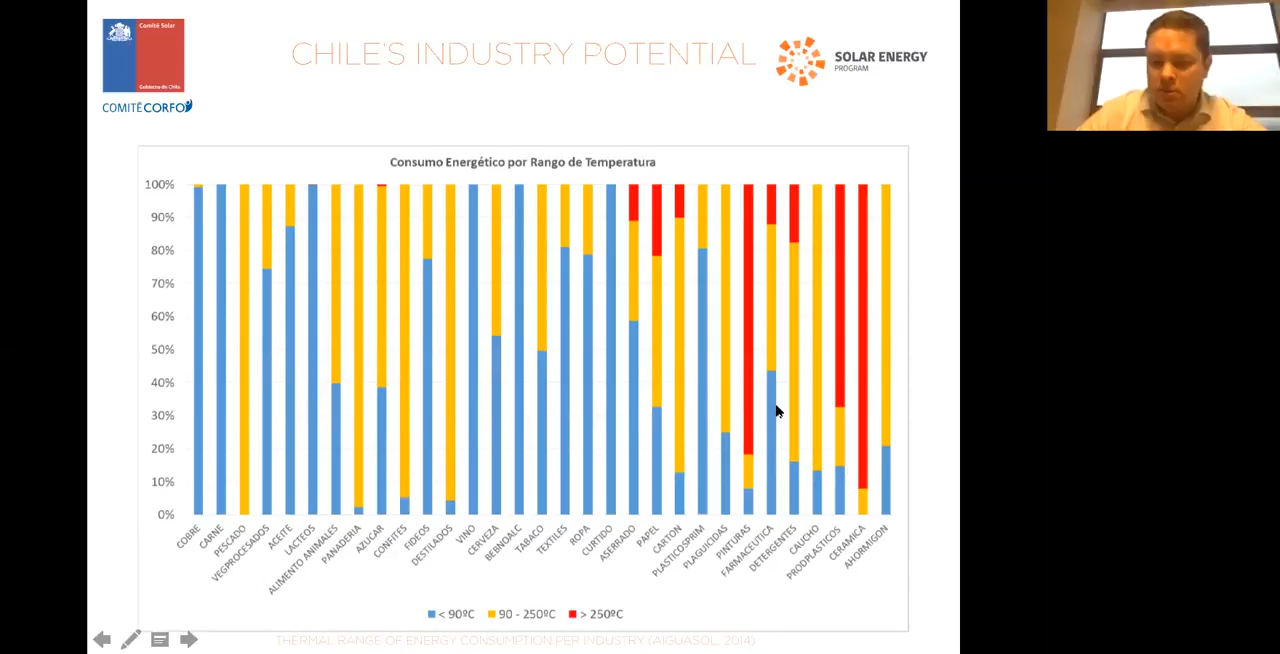 Comité Solar
Gobierno de Chile
COMITÉ CORFO
CHILE'S INDUSTRY POTENTIAL
SOLAR ENERGY
PROGRAM
Consumo Energético por Rango de Temperatura
100%
90%
80%
70%
60%
50%
40%
30%
20%
10%
0%
COBRE
CARNE
PESCADO
VEGPROCESADOS
ACEITE
LACTEOS
ALIMENTO ANIMALES
PANADERIA
AZUCAR
CONFITES
FIDEOS
DESTILADOS
VINO
CERVEZA
BEBNOALC
TABACO
TEXTILES
ROPA
CURTIDO
ASERRADO
PAPEL
CARTON
PLASTICOSPRIM
PLAGUICIDAS
PINTURAS
FARMACEUTICA
DETERGENTES
CAUCHO
PRODPLASTICOS
CERAMICA
AHORMIGON
< 90ºC 90 - 250ºC > 250ºC
THERMAL RANGE OF ENERGY CONSUMPTION PER INDUSTRY (AIGUASOL, 2014)